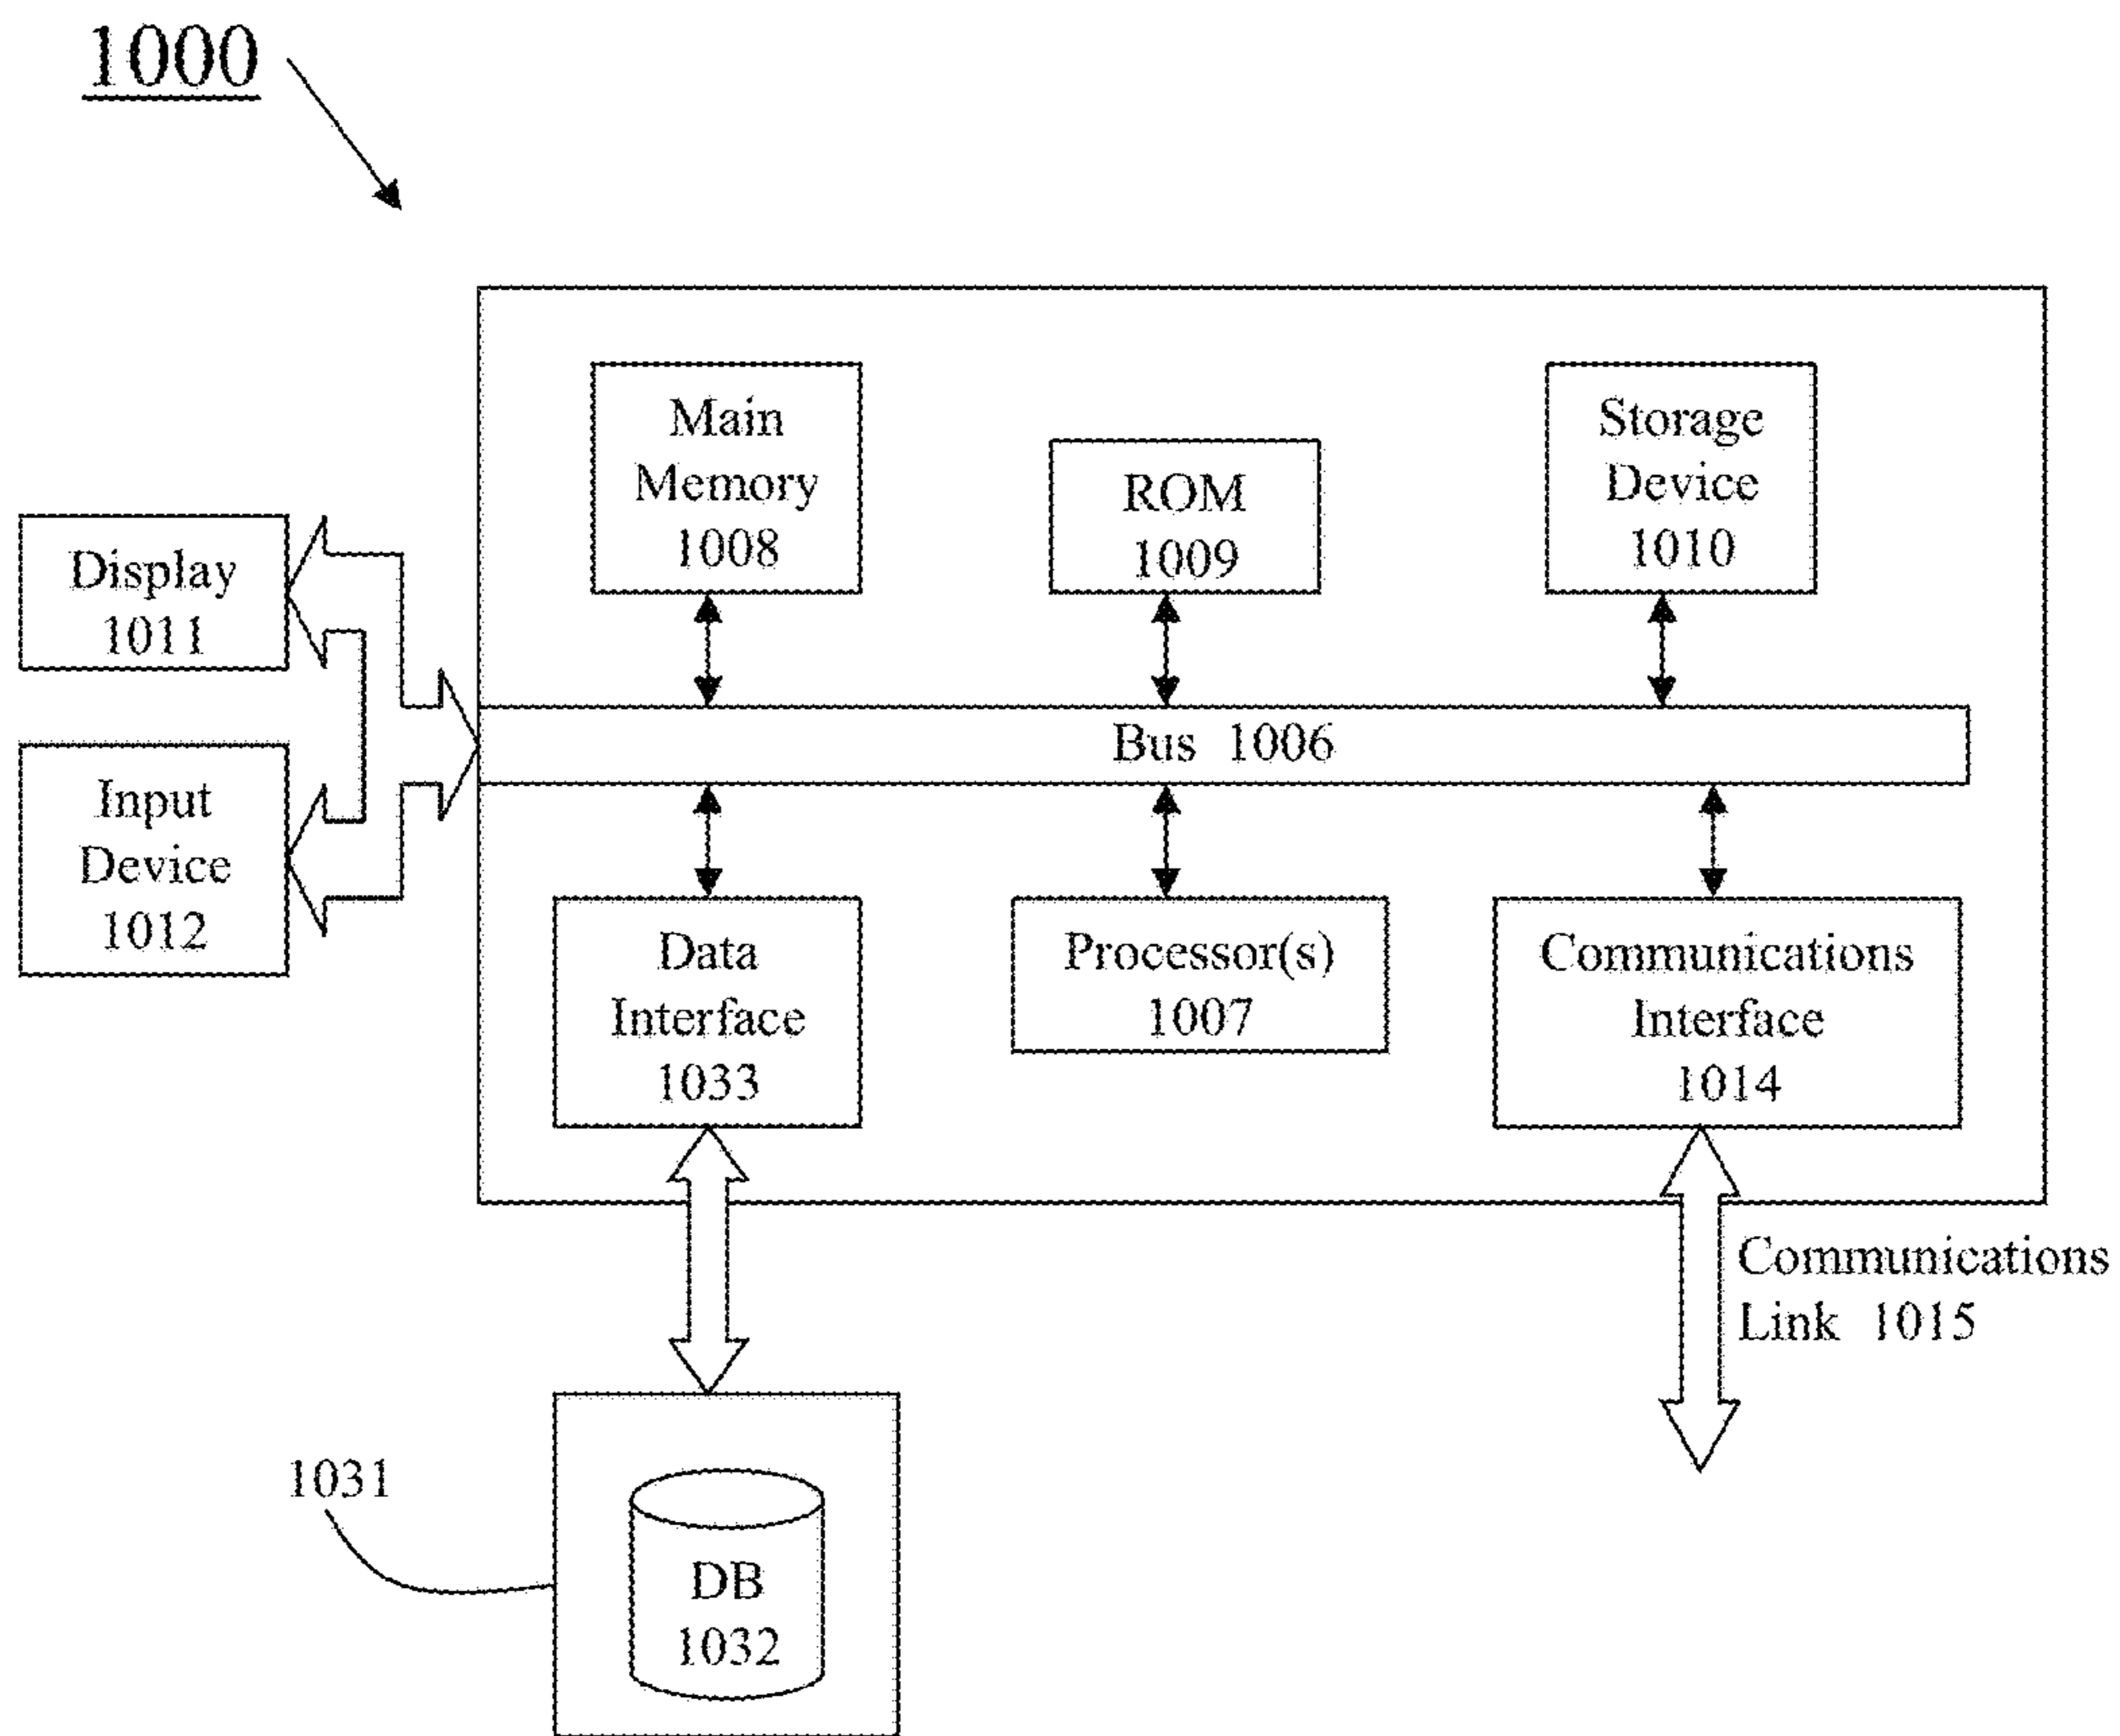 1000
Main
Memory
1008
ROM
1009
Storage
Device
1010
Display
1011
Bus 1006
Input
Device
1012
Data
Interface
1033
Processor(s)
1007
Communications
Interface
1014
Communications
Link 1015
1031
DB
1032